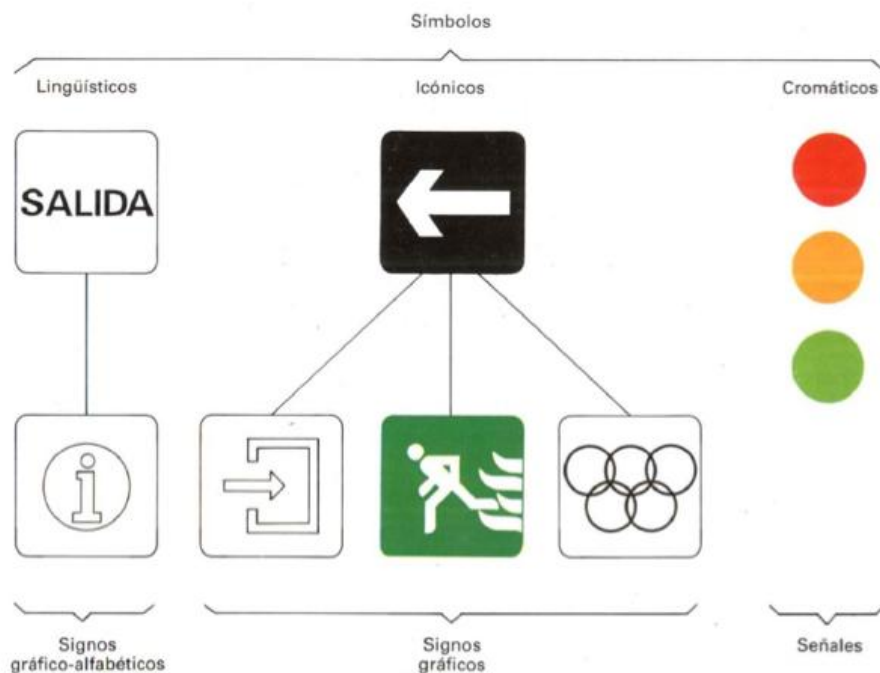 Símbolos
Lingüísticos
Icónicos
Cromáticos
SALIDA
i
Signos
gráfico-alfabéticos
Signos
gráficos
Señales